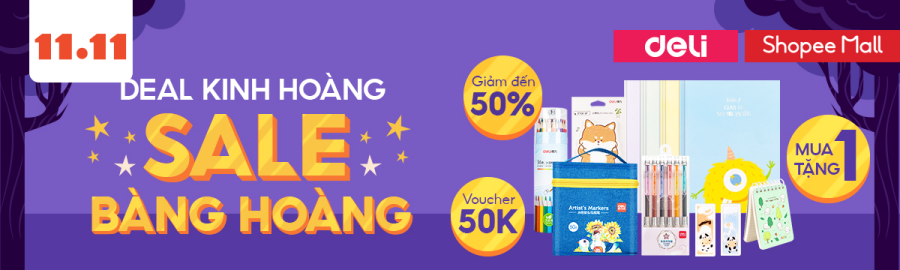 11.11
DEAL KINH HOÀNG
SALE
BÀNG HOÀNG
Giảm đến
50%
Voucher
50K
deli
Shopee Mall
MUA 1
TẶNG
Artist's Markers